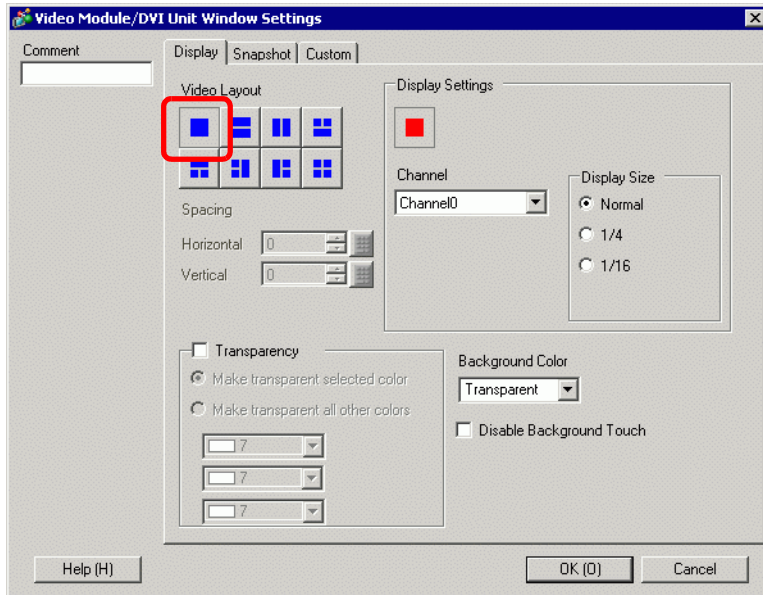 Video Module/DVI Unit Window Settings
Comment
Display
Snapshot
Custom
Video Layout
Display Settings
Channel
Channel0
Display Size
Normal
1/4
1/16
Spacing
Horizontal 0
Vertical 0
Transparency
Make transparent selected color
Make transparent all other colors
7
7
7
Background Color
Transparent
Disable Background Touch
Help (H)
OK (O)
Cancel